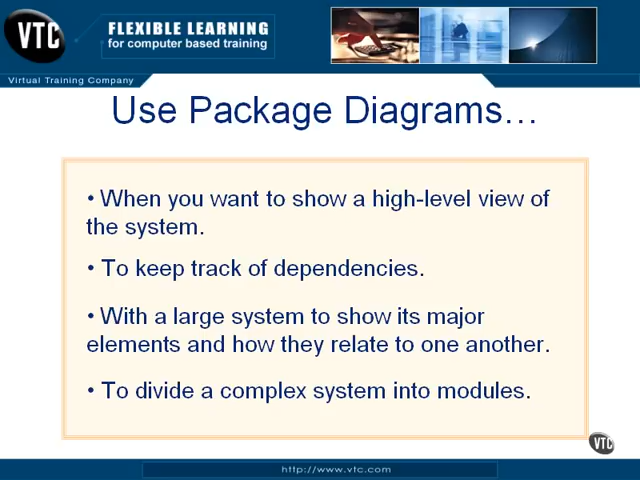 VTC
FLEXIBLE LEARNING
for computer based training
Virtual Training Company
Use Package Diagrams…
• When you want to show a high-level view of
the system.
• To keep track of dependencies.
• With a large system to show its major
elements and how they relate to one another.
• To divide a complex system into modules.
VTC
http://www.vtc.com